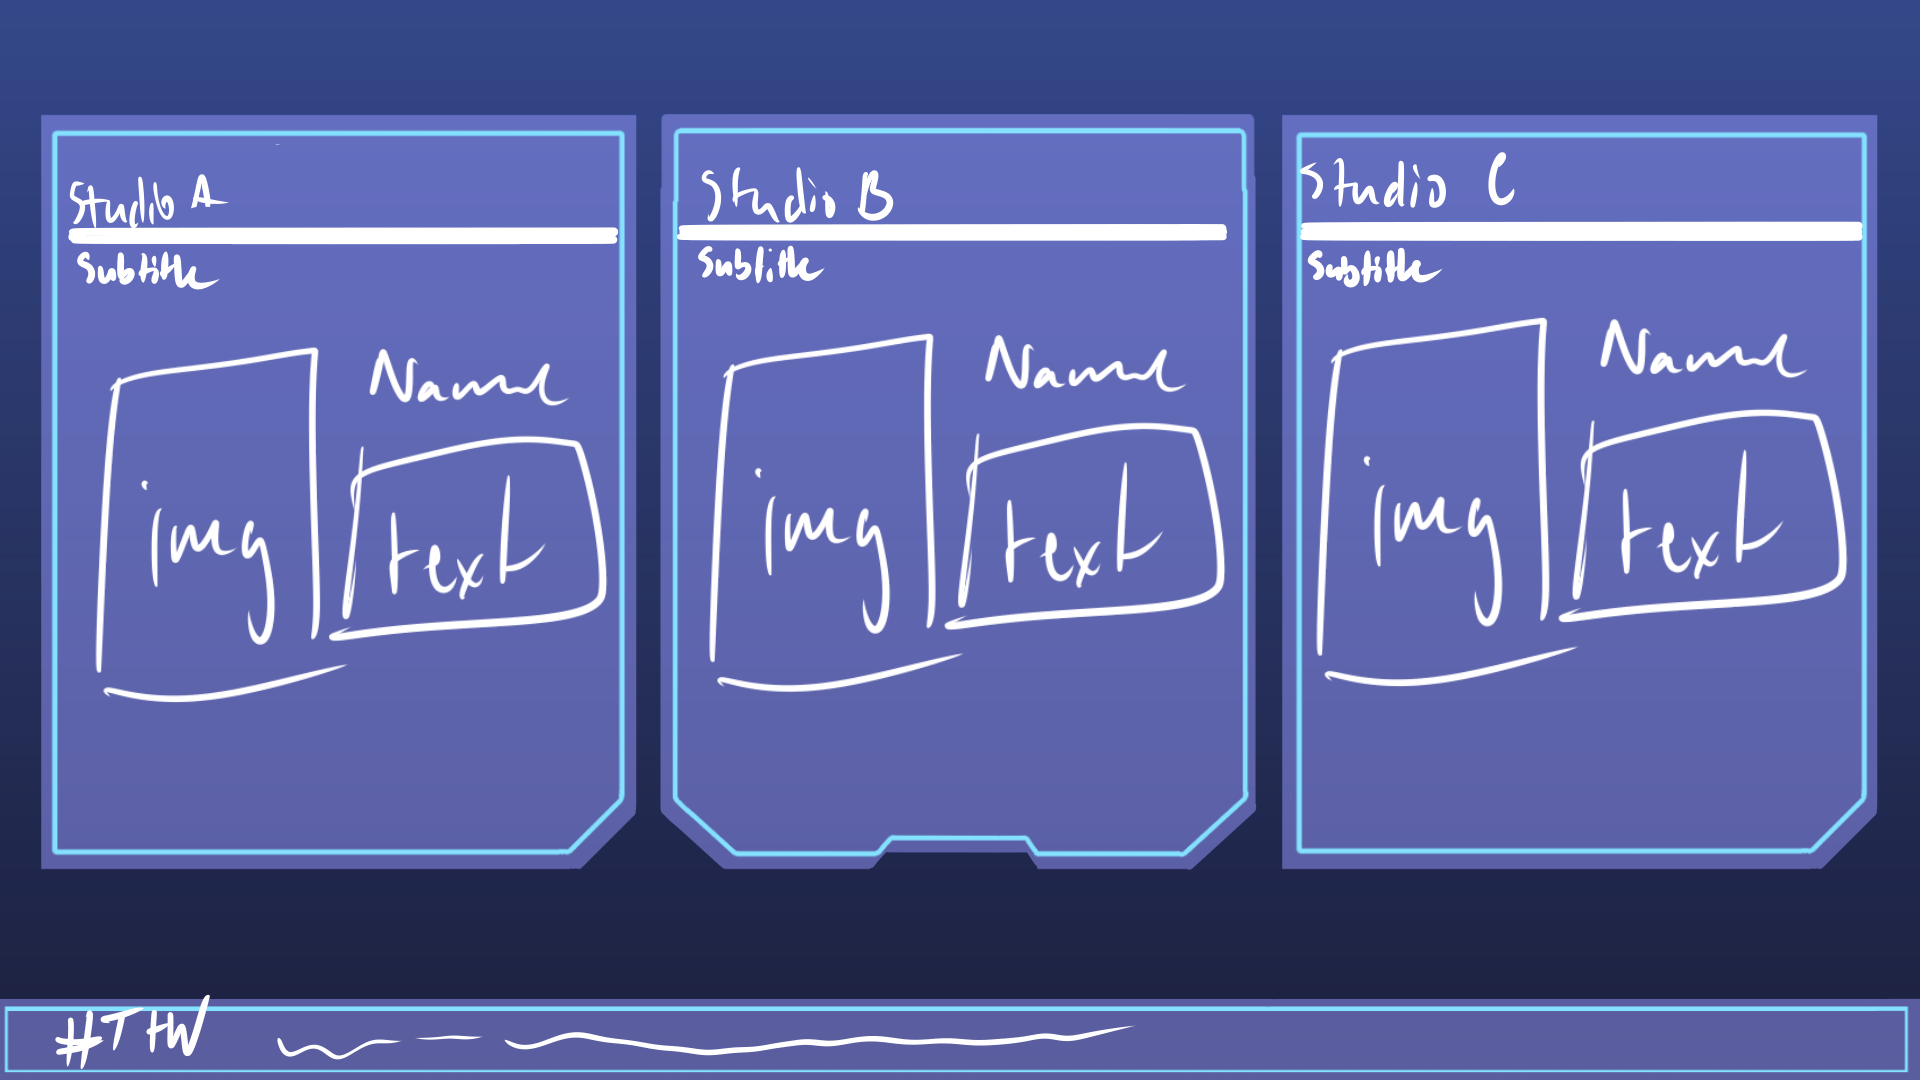 Studio A
Subtitle
Name
img
text
Studio B
Subtitle
Name
img
text
Studio C
Subtitle
Name
img
text
#THW